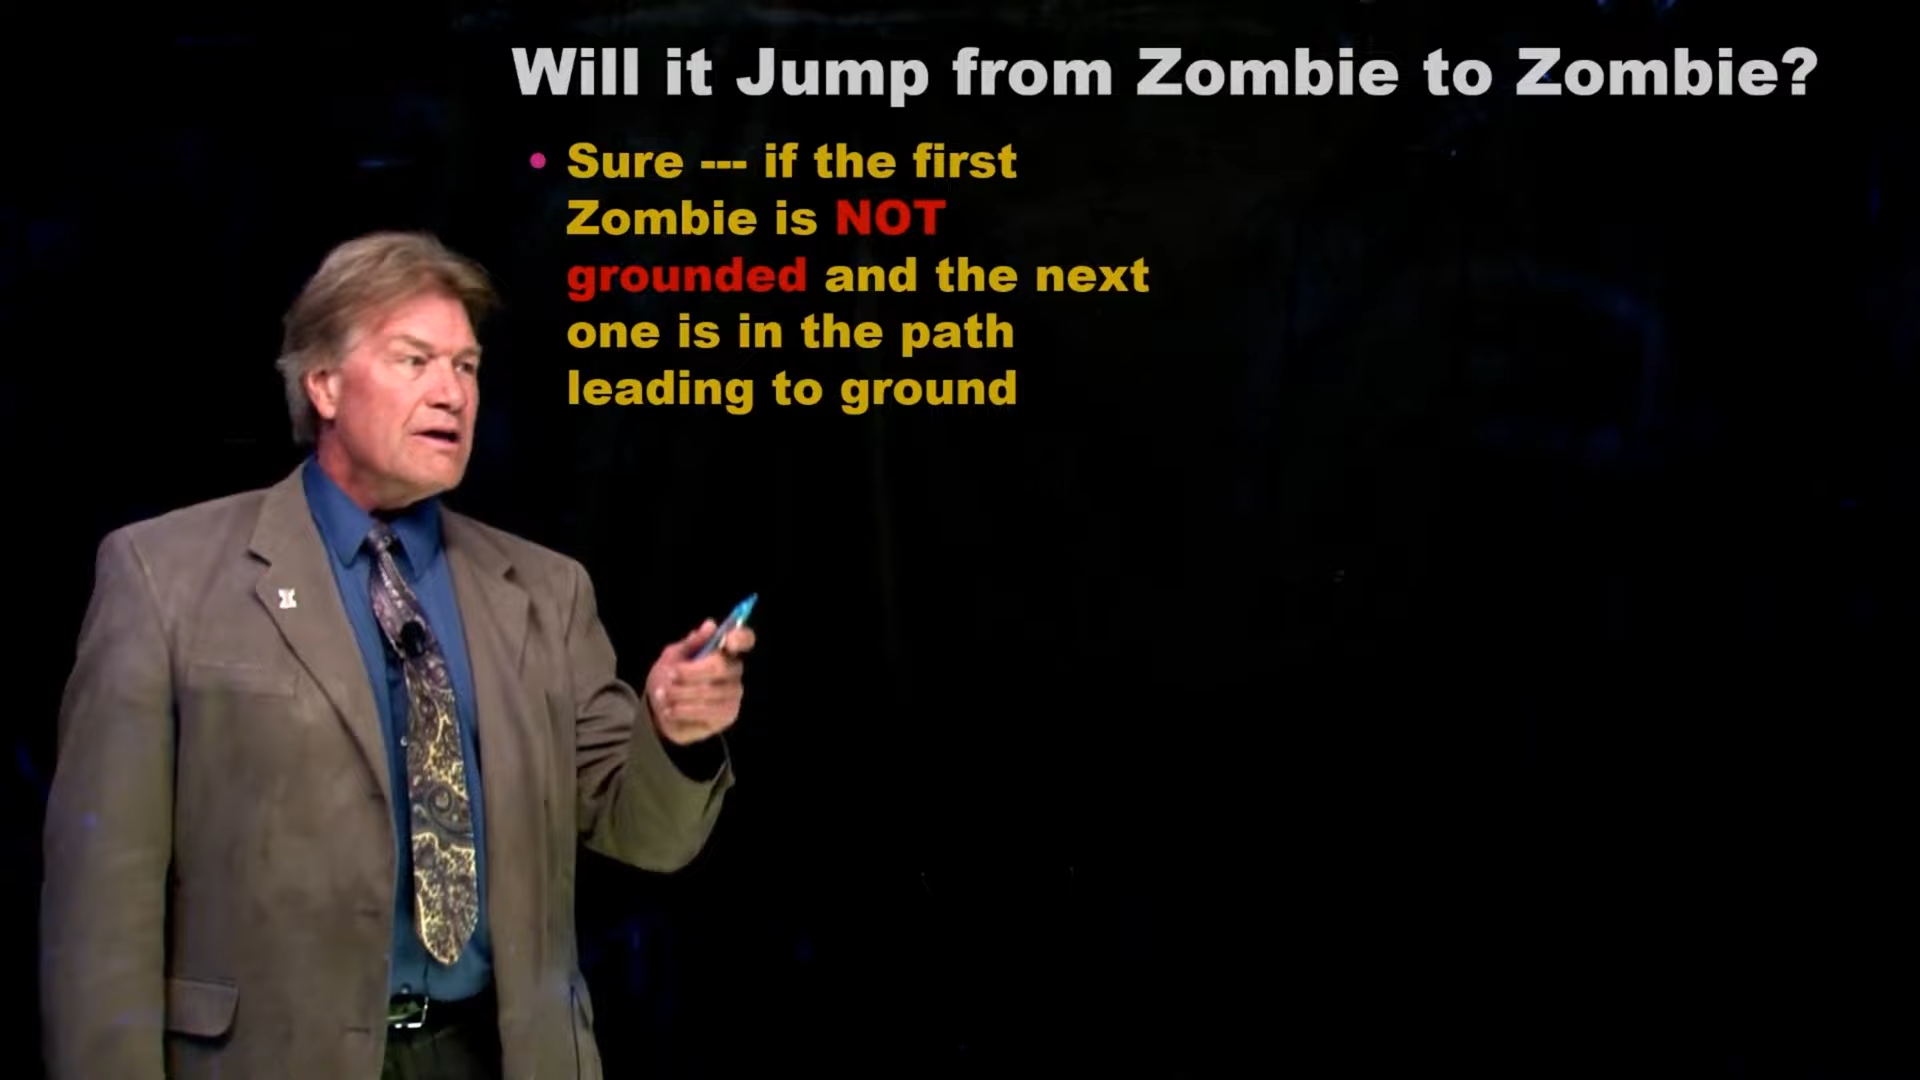 Will it Jump from Zombie to Zombie?
• Sure --- if the first
Zombie is NOT
grounded and the next
one is in the path
leading to ground